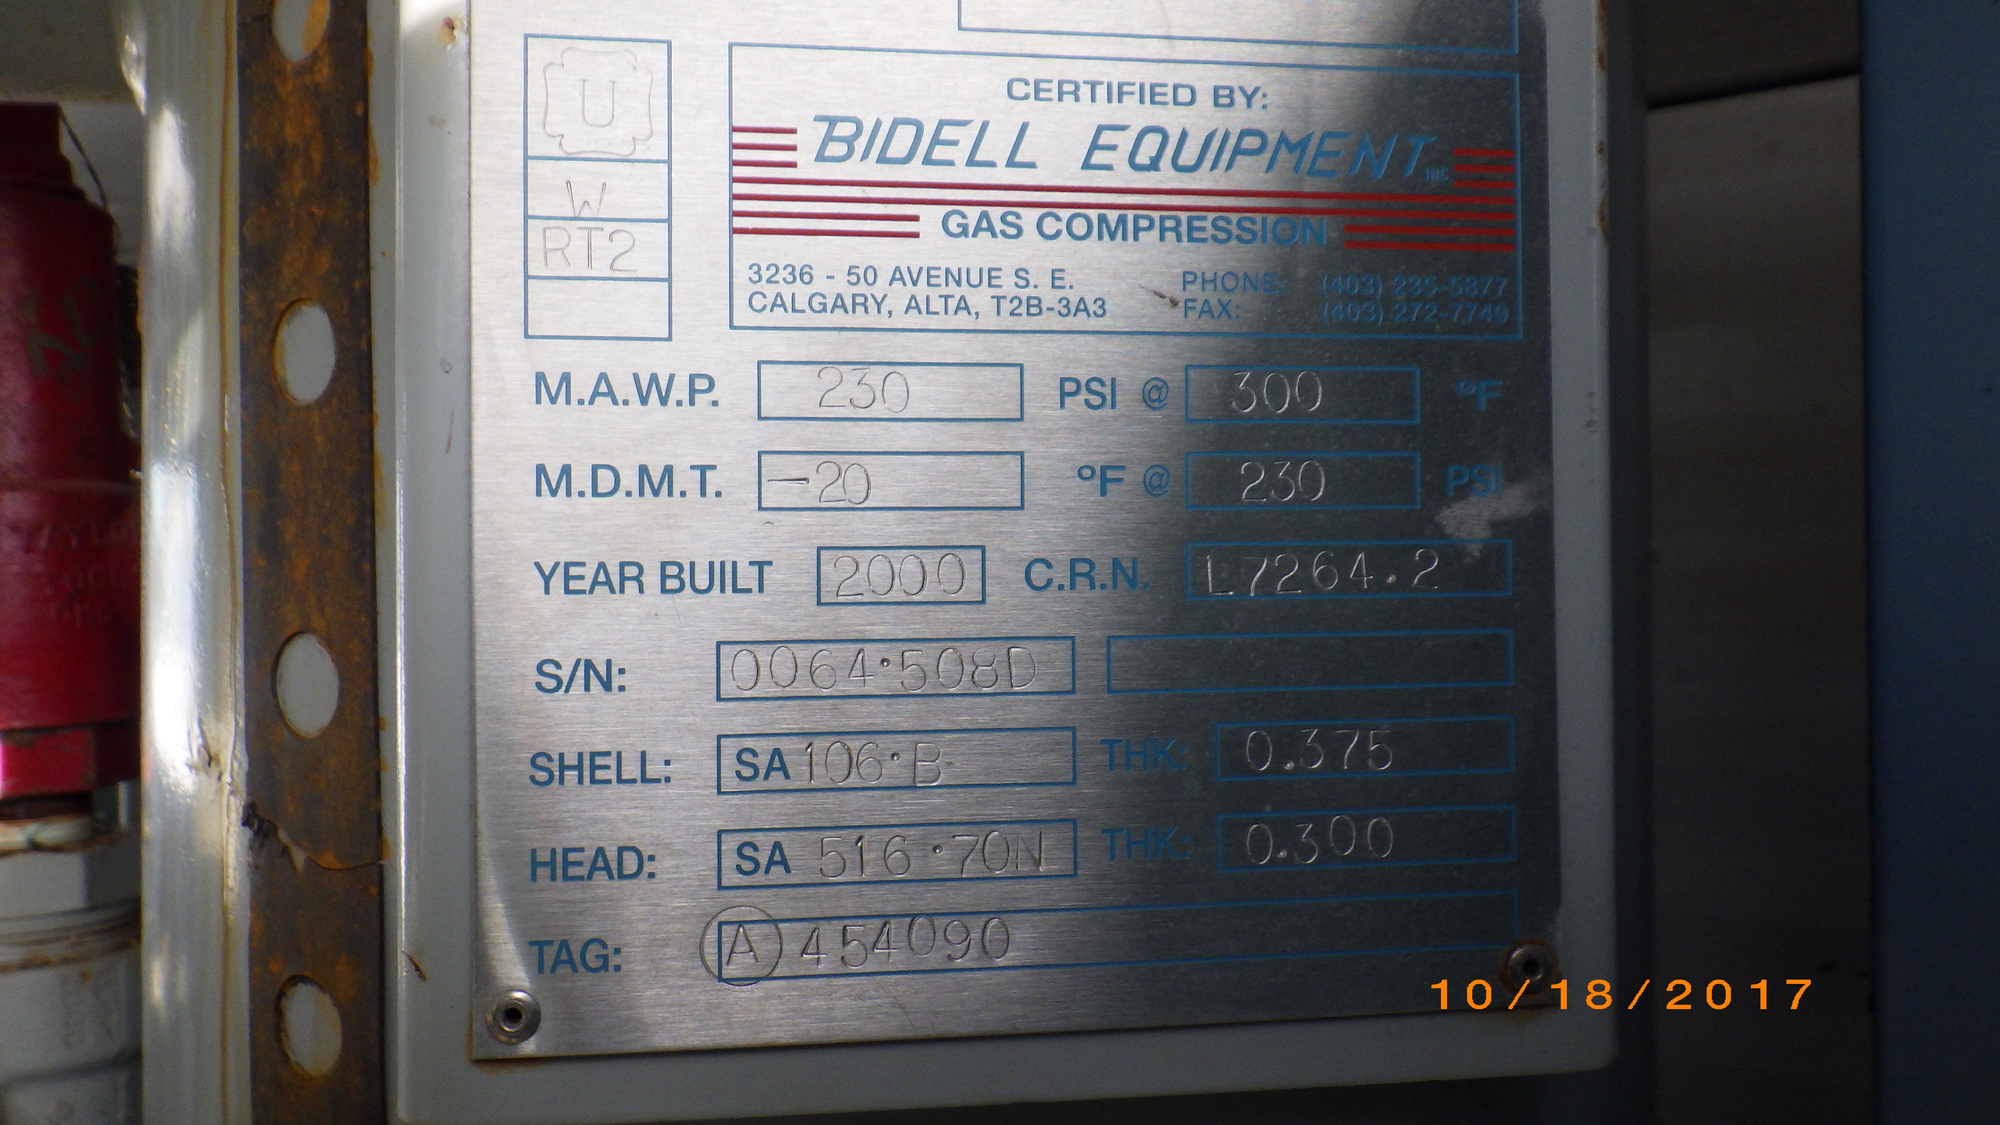 U
W
RT2
CERTIFIED BY:
BIDELL EQUIPMENT INC
GAS COMPRESSION
3236 - 50 AVENUE S. E. PHONE: (403) 235-5877
CALGARY, ALTA, T2B-3A3 FAX: (403) 272-7749
M.A.W.P. 230 PSI @ 300 °F
M.D.M.T. -20 °F @ 230 PSI
YEAR BUILT 2000 C.R.N. L7264.2
S/N: 0064·508D
SHELL: SA 106·B THK: 0.375
HEAD: SA 516·70N THK: 0.300
TAG: A 454090
10/18/2017